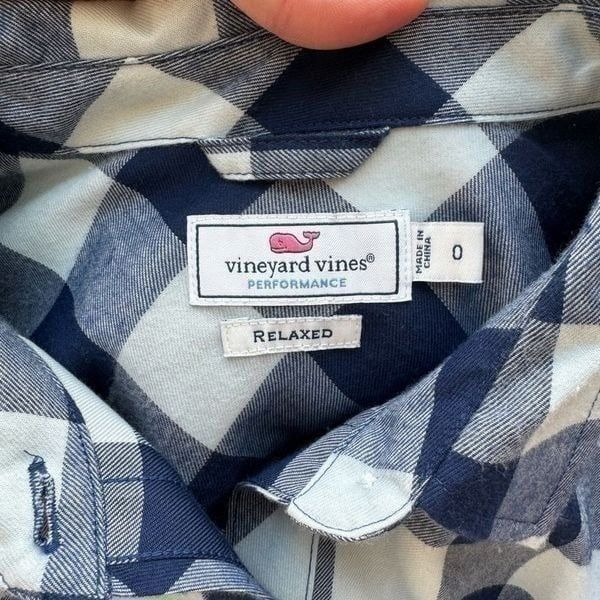 vineyard vines®
PERFORMANCE
MADE IN
CHINA
0
RELAXED